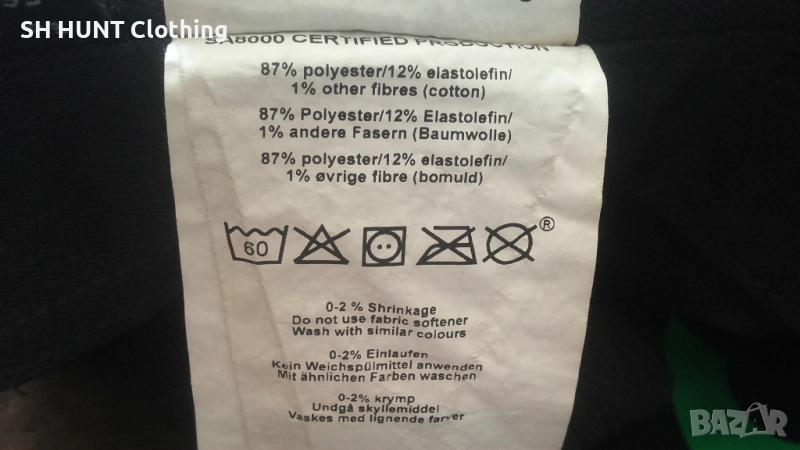 SH HUNT Clothing
SA8000 CERTIFIED PRODUCTION
87% polyester/12% elastolefin/
1% other fibres (cotton)
87% Polyester/12% Elastolefin/
1% andere Fasern (Baumwolle)
87% polyester/12% elastolefin/
1% øvrige fibre (bomuld)
60 ®
0-2 % Shrinkage
Do not use fabric softener
Wash with similar colours
0-2% Einlaufen
Kein Weichspülmittel anwenden
Mit ähnlichen Farben waschen
0-2% krymp
Undgå skyllemiddel
Vaskes med lignende farver
BAZAR